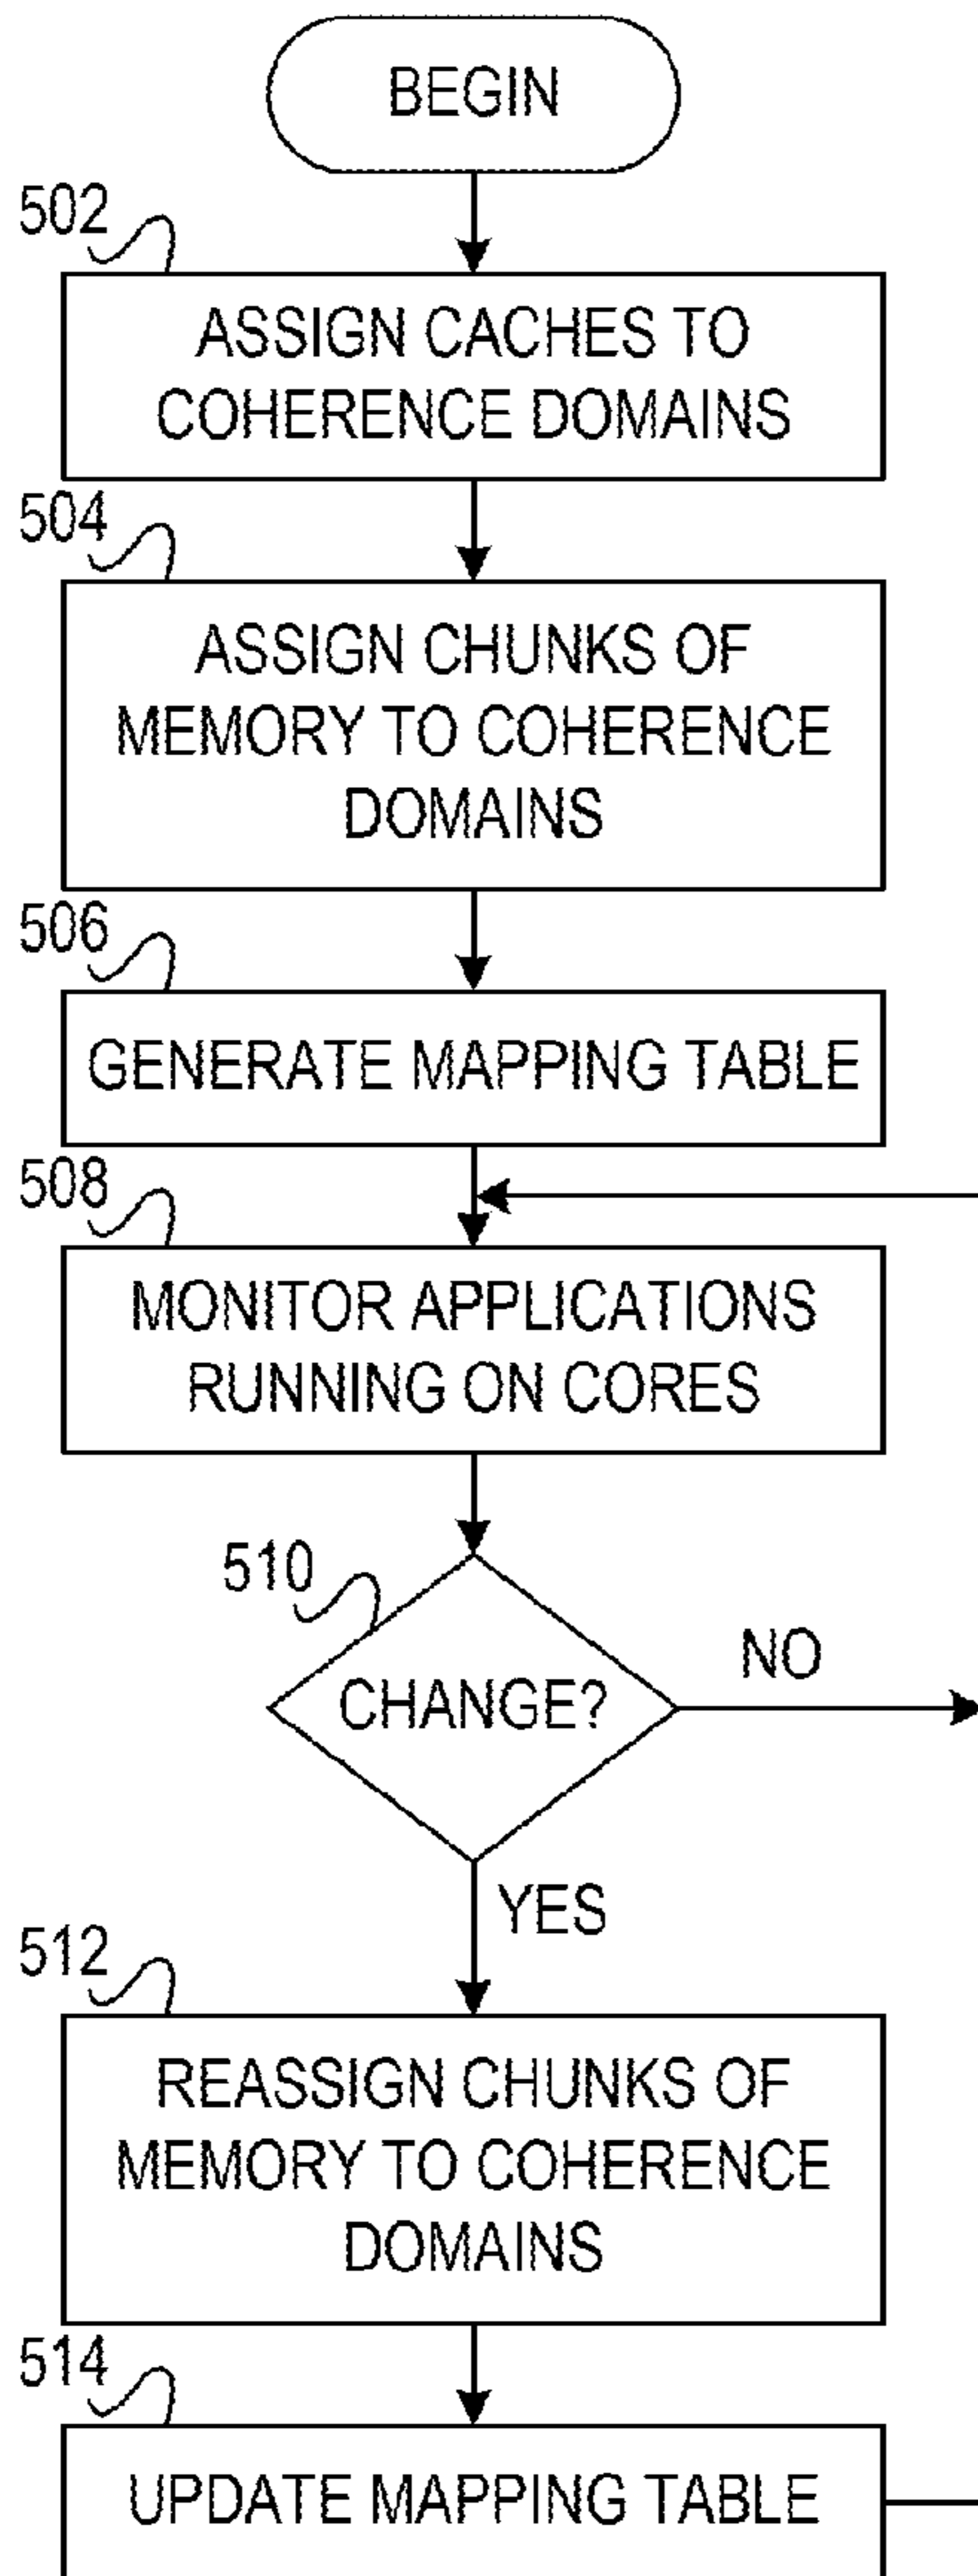 BEGIN
502
ASSIGN CACHES TO
COHERENCE DOMAINS
504
ASSIGN CHUNKS OF
MEMORY TO COHERENCE
DOMAINS
506
GENERATE MAPPING TABLE
508
MONITOR APPLICATIONS
RUNNING ON CORES
510
CHANGE?
NO
YES
512
REASSIGN CHUNKS OF
MEMORY TO COHERENCE
DOMAINS
514
UPDATE MAPPING TABLE